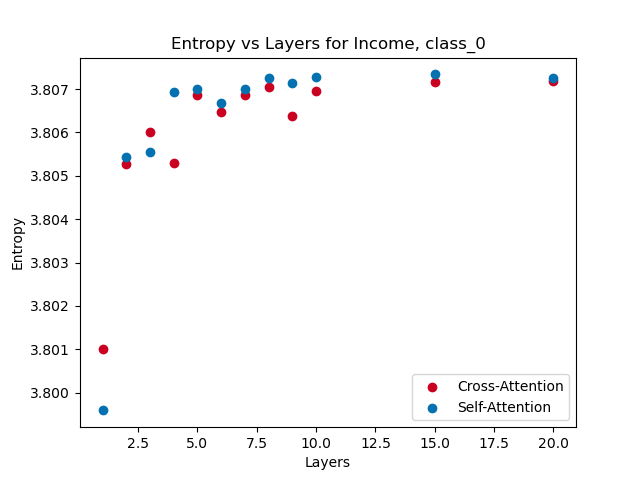 Entropy vs Layers for Income, class_0
Entropy
3.807
3.806
3.805
3.804
3.803
3.802
3.801
3.800
Cross-Attention
Self-Attention
2.5 5.0 7.5 10.0 12.5 15.0 17.5 20.0
Layers